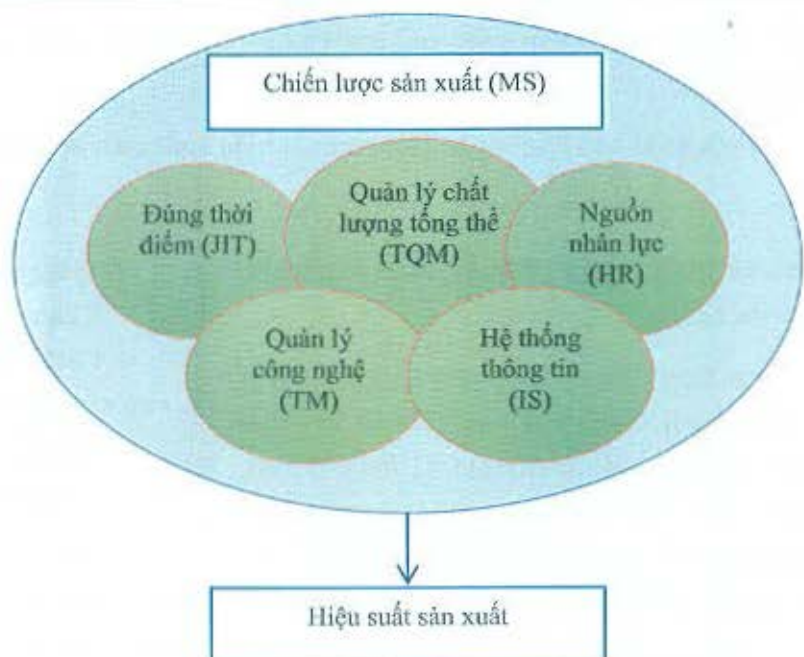 Chiến lược sản xuất (MS)
Đúng thời
điểm (JIT)
Quản lý chất
lượng tổng thể
(TQM)
Nguồn
nhân lực
(HR)
Quản lý
công nghệ
(TM)
Hệ thống
thông tin
(IS)
Hiệu suất sản xuất